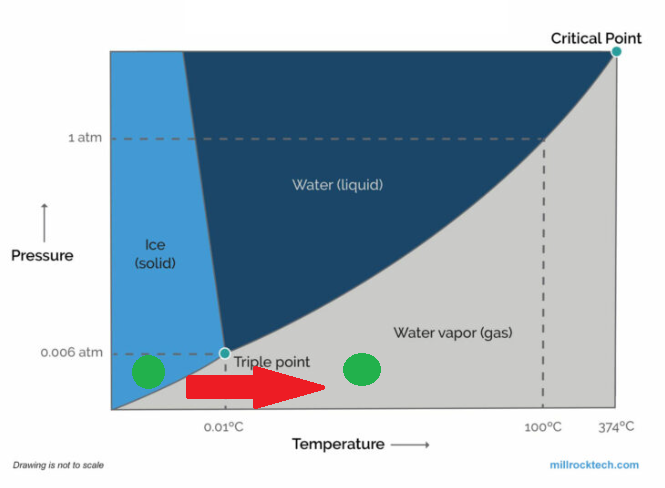 Critical Point
1 atm
Water (liquid)
Ice
(solid)
Pressure
Water vapor (gas)
0.006 atm
Triple point
0.01°C
100°C
374°C
Temperature
Drawing is not to scale
millrocktech.com